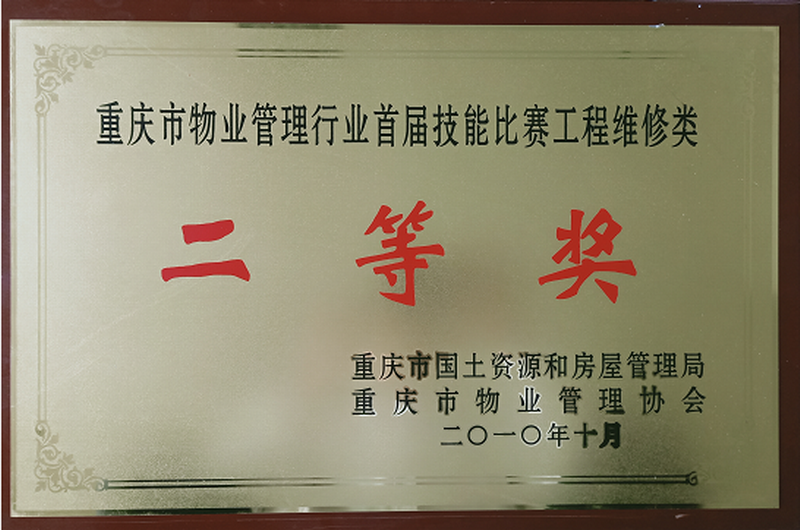 重庆市物业管理行业首届技能比赛工程维修类
二等奖
重庆市国土资源和房屋管理局
重庆市物业管理协会
二〇一〇年十月